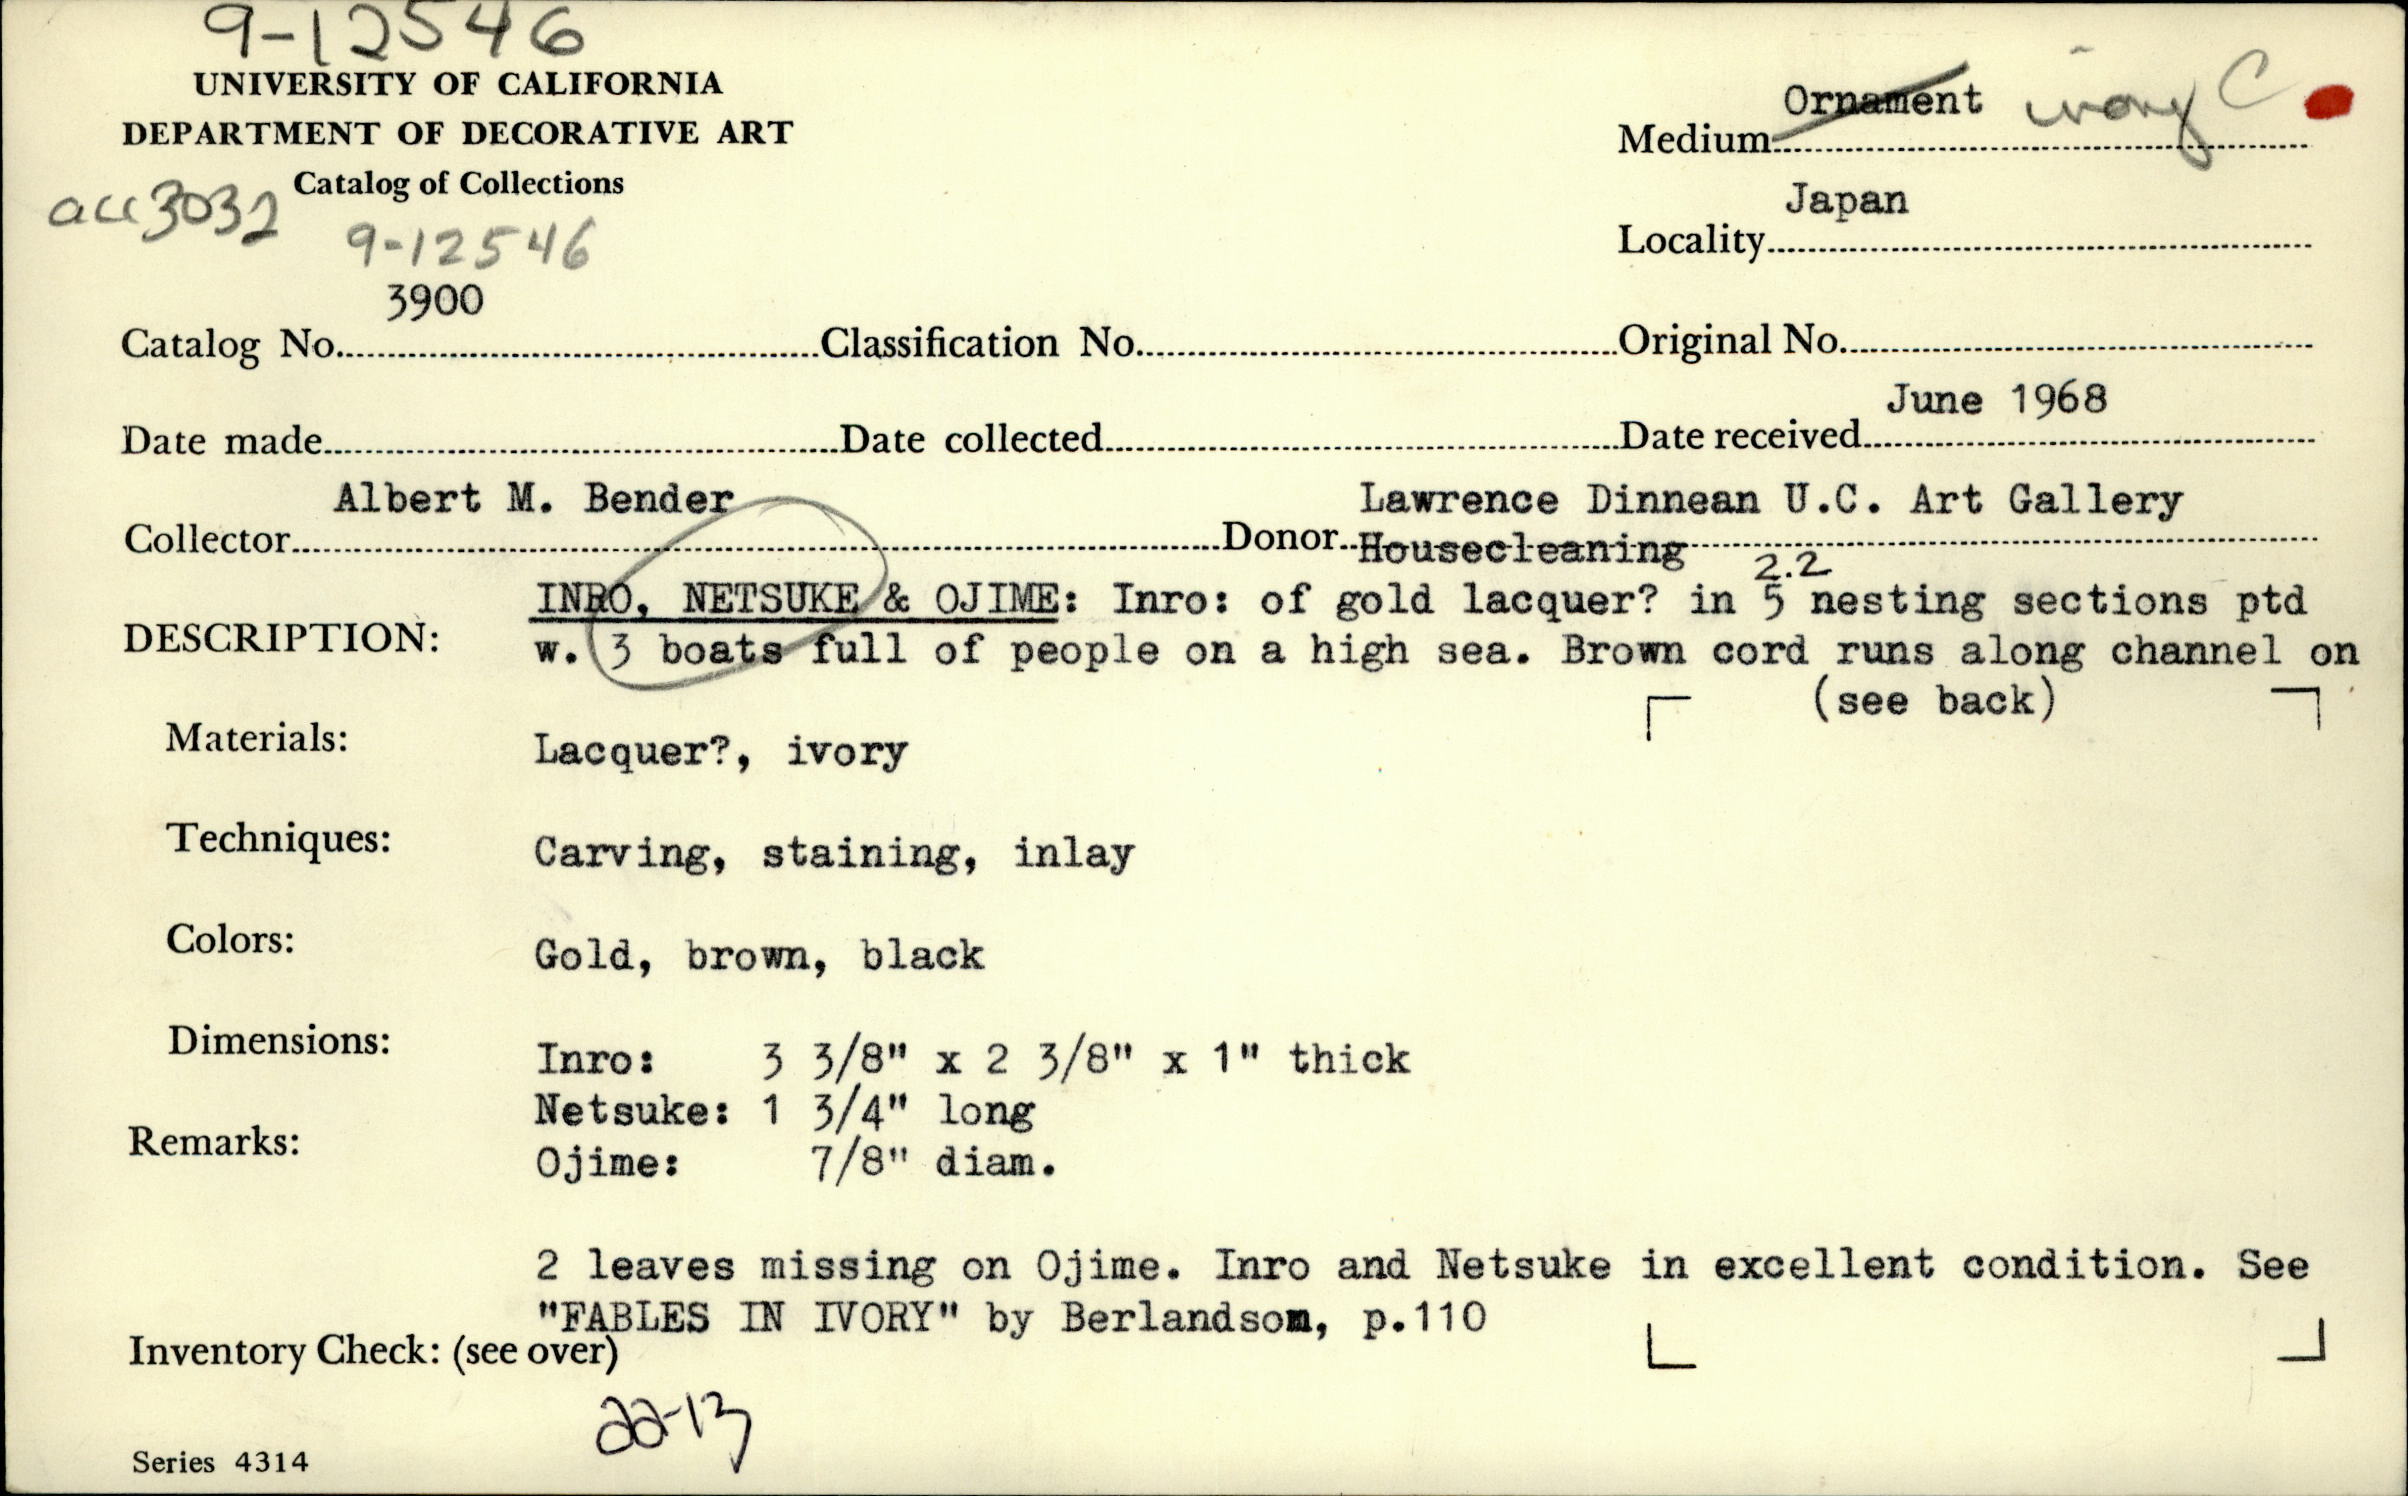 9-12546
UNIVERSITY OF CALIFORNIA
DEPARTMENT OF DECORATIVE ART
Catalog of Collections
acc 3032
9-12546
Ornament ivory C
Medium
Japan
Locality
3900
Catalog No. Classification No. Original No.
June 1968
Date made Date collected Date received
Albert M. Bender Lawrence Dinnean U.C. Art Gallery
Collector Donor Housecleaning
2.2
INRO, NETSUKE & OJIME: Inro: of gold lacquer? in 5 nesting sections ptd
DESCRIPTION: w. 3 boats full of people on a high sea. Brown cord runs along channel on
(see back)
Materials: Lacquer?, ivory
Techniques: Carving, staining, inlay
Colors: Gold, brown, black
Dimensions: Inro: 3 3/8" x 2 3/8" x 1" thick
Netsuke: 1 3/4" long
Remarks: Ojime: 7/8" diam.
2 leaves missing on Ojime. Inro and Netsuke in excellent condition. See
"FABLES IN IVORY" by Berlandson, p.110
Inventory Check: (see over)
22-13
Series 4314